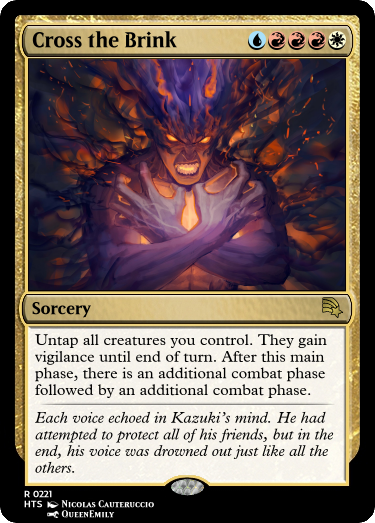 Cross the Brink
Sorcery
Untap all creatures you control. They gain
vigilance until end of turn. After this main
phase, there is an additional combat phase
followed by an additional combat phase.
Each voice echoed in Kazuki's mind. He had
attempted to protect all of his friends, but in the
end, his voice was drowned out just like all the
others.
R 0221
HTS Nicolas Cauteruccio
QueenEmily